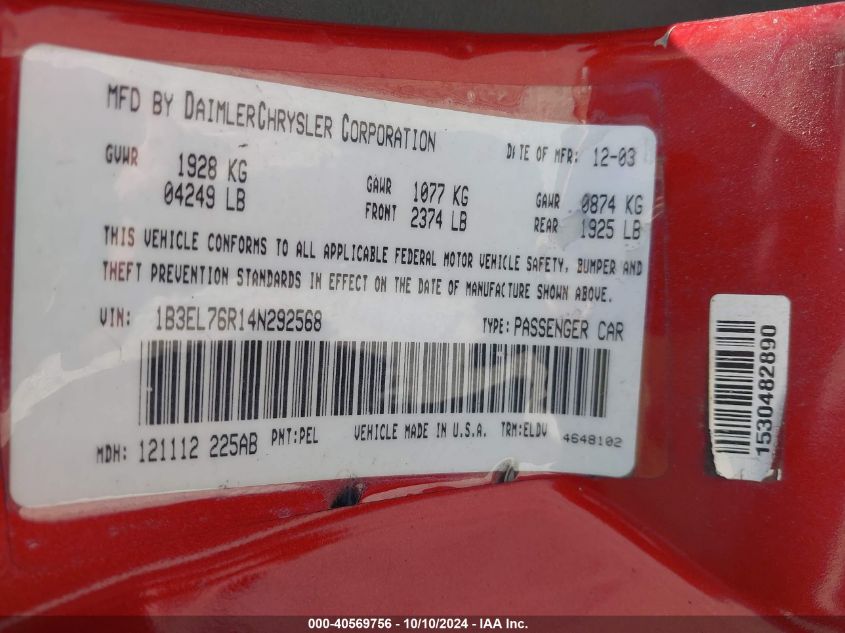 MFD BY DAIMLERCHRYSLER CORPORATION
DATE OF MFR: 12-03
GVWR 1928 KG
04249 LB
GAWR 1077 KG
FRONT 2374 LB
GAWR 0874 KG
REAR 1925 LB
THIS VEHICLE CONFORMS TO ALL APPLICABLE FEDERAL MOTOR VEHICLE SAFETY, BUMPER AND
THEFT PREVENTION STANDARDS IN EFFECT ON THE DATE OF MANUFACTURE SHOWN ABOVE.
VIN: 1B3EL76R14N292568
TYPE: PASSENGER CAR
MDH: 121112 225AB
PNT:PEL
VEHICLE MADE IN U.S.A.
TRM:ELDV
4648102
1530482890
000-40569756 - 10/10/2024 - IAA Inc.